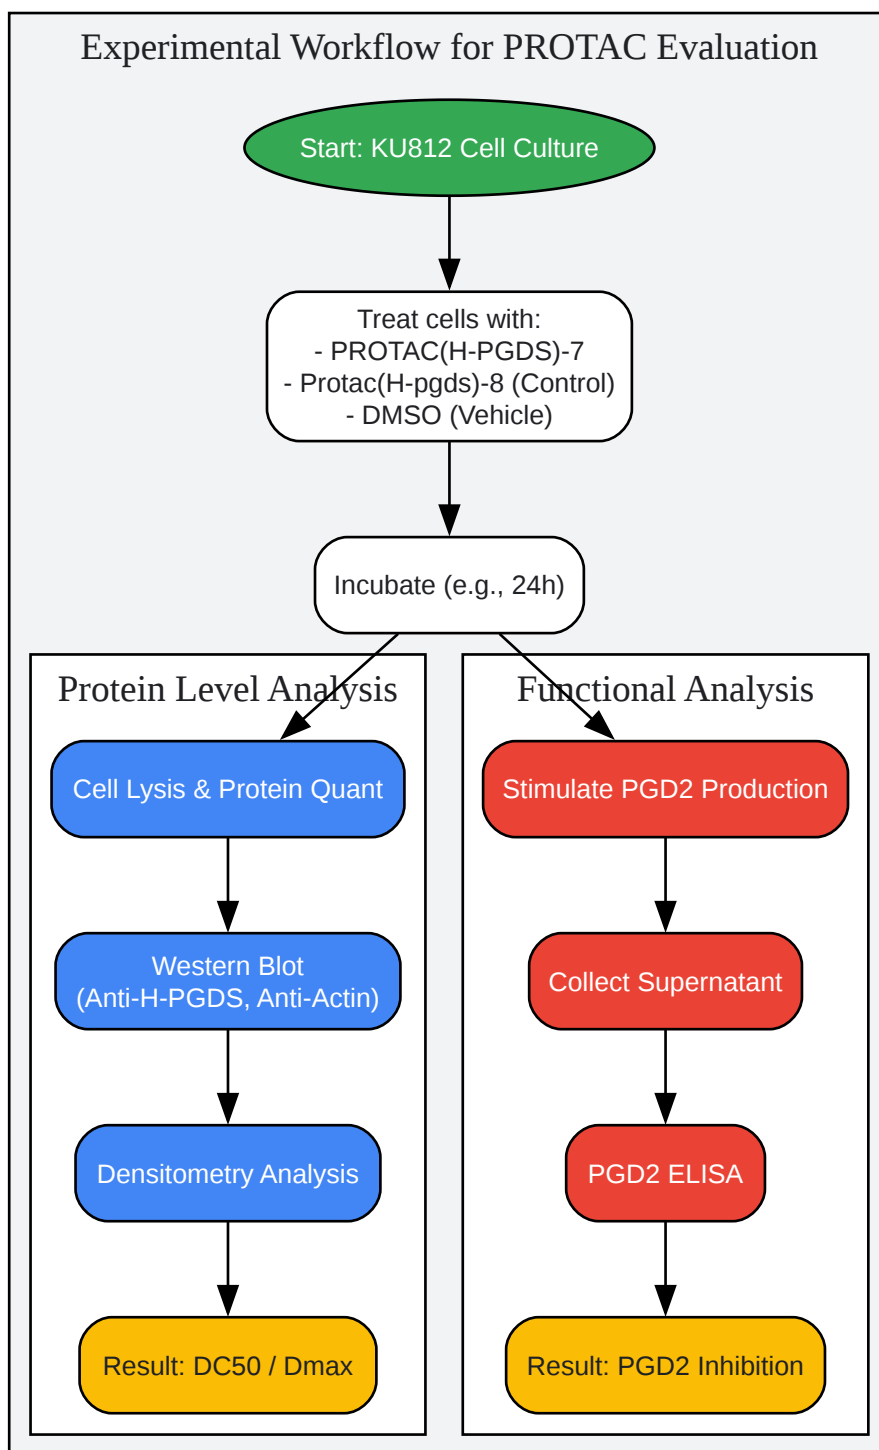 Experimental Workflow for PROTAC Evaluation
Start: KU812 Cell Culture
Treat cells with:
- PROTAC(H-PGDS)-7
- Protac(H-pgds)-8 (Control)
- DMSO (Vehicle)
Incubate (e.g., 24h)
Protein Level Analysis
Cell Lysis & Protein Quant
Western Blot
(Anti-H-PGDS, Anti-Actin)
Densitometry Analysis
Result: DC50 / Dmax
Functional Analysis
Stimulate PGD2 Production
Collect Supernatant
PGD2 ELISA
Result: PGD2 Inhibition